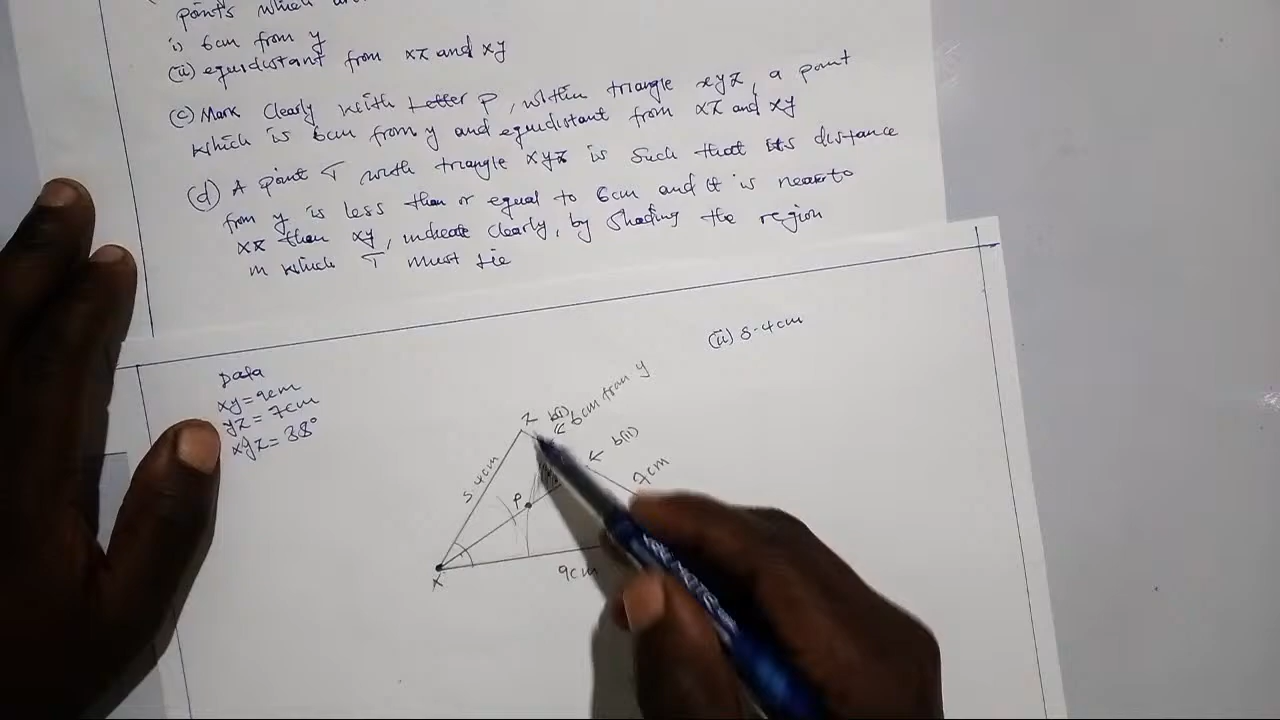 points which
is 6cm from y
(ii) equidistant from xz and xy
(c) Mark clearly with letter P, within triangle xyz, a point
which is 6cm from y and equidistant from xz and xy
(d) A point T with triangle xyz is such that its distance
from y is less than or equal to 6cm and it is nearer to
xz than xy, indicate clearly, by shading the region
in which T must lie
Data
xy = 9cm
yz = 7cm
xyz = 38°
(ii) 5.4cm
z
b(i)
6cm from y
b(ii)
7cm
5.4cm
P
x
9cm